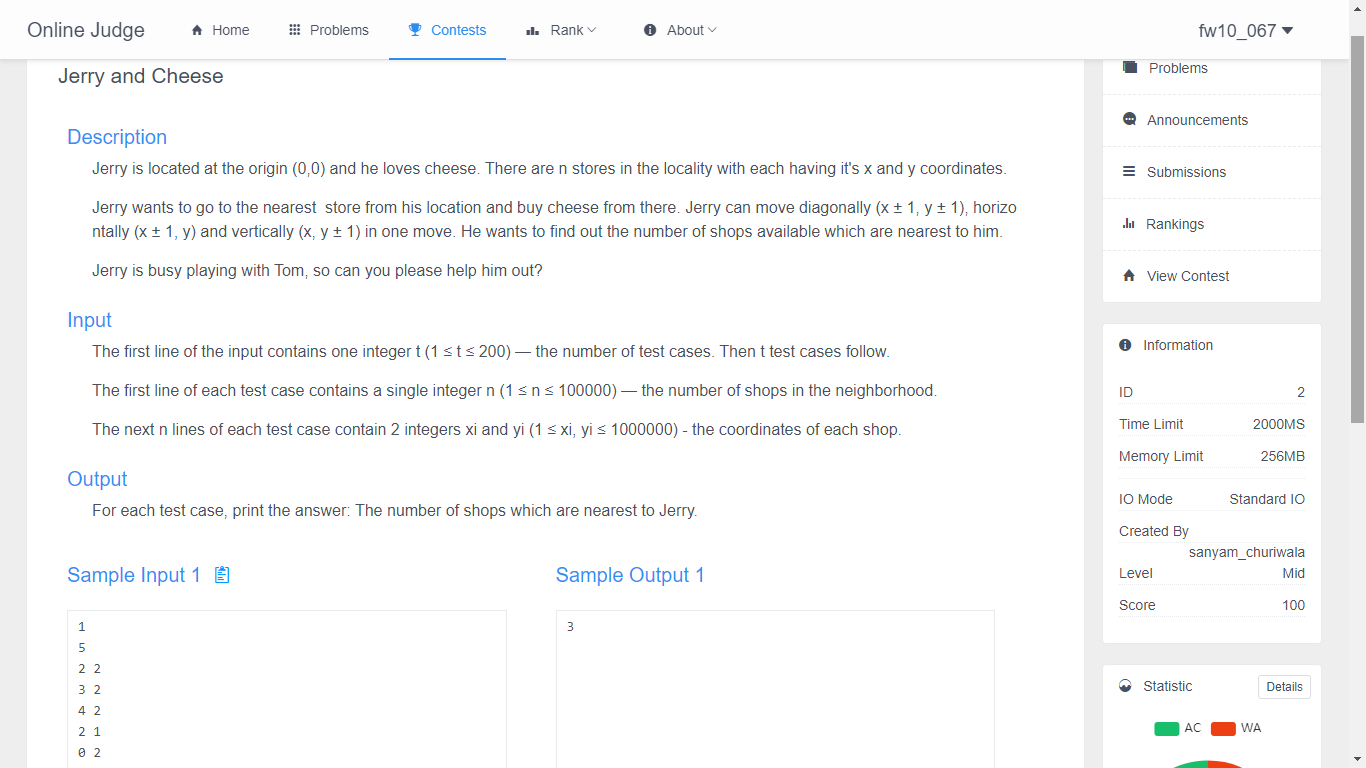 Online Judge
Home
Problems
Contests
Rank
About
fw10_067
Jerry and Cheese
Description
Jerry is located at the origin (0,0) and he loves cheese. There are n stores in the locality with each having it's x and y coordinates.
Jerry wants to go to the nearest  store from his location and buy cheese from there. Jerry can move diagonally (x ± 1, y ± 1), horizo
ntally (x ± 1, y) and vertically (x, y ± 1) in one move. He wants to find out the number of shops available which are nearest to him.
Jerry is busy playing with Tom, so can you please help him out?
Input
The first line of the input contains one integer t (1 ≤ t ≤ 200) — the number of test cases. Then t test cases follow.
The first line of each test case contains a single integer n (1 ≤ n ≤ 100000) — the number of shops in the neighborhood.
The next n lines of each test case contain 2 integers xi and yi (1 ≤ xi, yi ≤ 1000000) - the coordinates of each shop.
Output
For each test case, print the answer: The number of shops which are nearest to Jerry.
Sample Input 1
1
5
2 2
3 2
4 2
2 1
0 2
Sample Output 1
3
Problems
Announcements
Submissions
Rankings
View Contest
Information
ID 2
Time Limit 2000MS
Memory Limit 256MB
IO Mode Standard IO
Created By
sanyam_churiwala
Level Mid
Score 100
Statistic
Details
AC WA